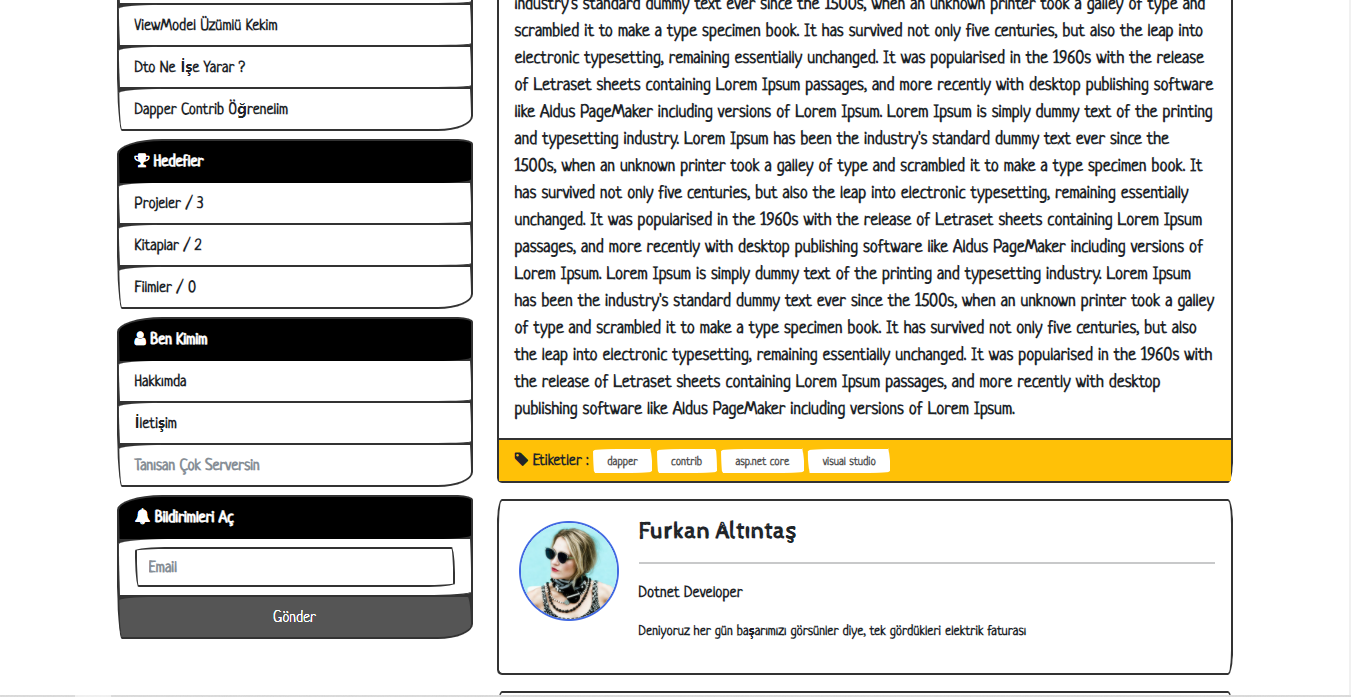 ViewModel Üzümlü Kekim
Dto Ne İşe Yarar ?
Dapper Contrib Öğrenelim
Hedefler
Projeler / 3
Kitaplar / 2
Filmler / 0
Ben Kimim
Hakkımda
İletişim
Tanısan Çok Serversin
Bildirimleri Aç
Email
Gönder
industry's standard dummy text ever since the 1500s, when an unknown printer took a galley of type and
scrambled it to make a type specimen book. It has survived not only five centuries, but also the leap into
electronic typesetting, remaining essentially unchanged. It was popularised in the 1960s with the release
of Letraset sheets containing Lorem Ipsum passages, and more recently with desktop publishing software
like Aldus PageMaker including versions of Lorem Ipsum. Lorem Ipsum is simply dummy text of the printing
and typesetting industry. Lorem Ipsum has been the industry's standard dummy text ever since the
1500s, when an unknown printer took a galley of type and scrambled it to make a type specimen book. It
has survived not only five centuries, but also the leap into electronic typesetting, remaining essentially
unchanged. It was popularised in the 1960s with the release of Letraset sheets containing Lorem Ipsum
passages, and more recently with desktop publishing software like Aldus PageMaker including versions of
Lorem Ipsum. Lorem Ipsum is simply dummy text of the printing and typesetting industry. Lorem Ipsum
has been the industry's standard dummy text ever since the 1500s, when an unknown printer took a galley
of type and scrambled it to make a type specimen book. It has survived not only five centuries, but also
the leap into electronic typesetting, remaining essentially unchanged. It was popularised in the 1960s with
the release of Letraset sheets containing Lorem Ipsum passages, and more recently with desktop
publishing software like Aldus PageMaker including versions of Lorem Ipsum.
Etiketler : dapper contrib asp.net core visual studio
Furkan Altıntaş
Dotnet Developer
Deniyoruz her gün başarımızı görsünler diye, tek gördükleri elektrik faturası